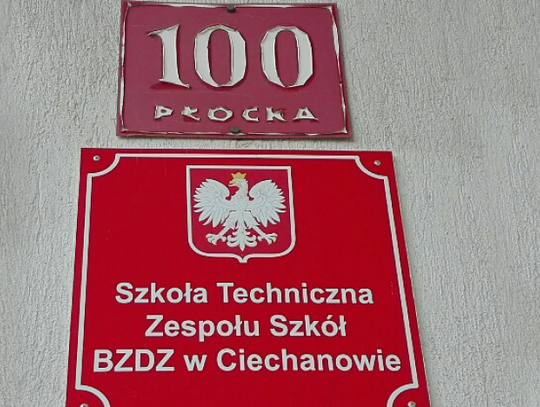 100
PŁOCKA
Szkoła Techniczna
Zespołu Szkół
BZDZ w Ciechanowie